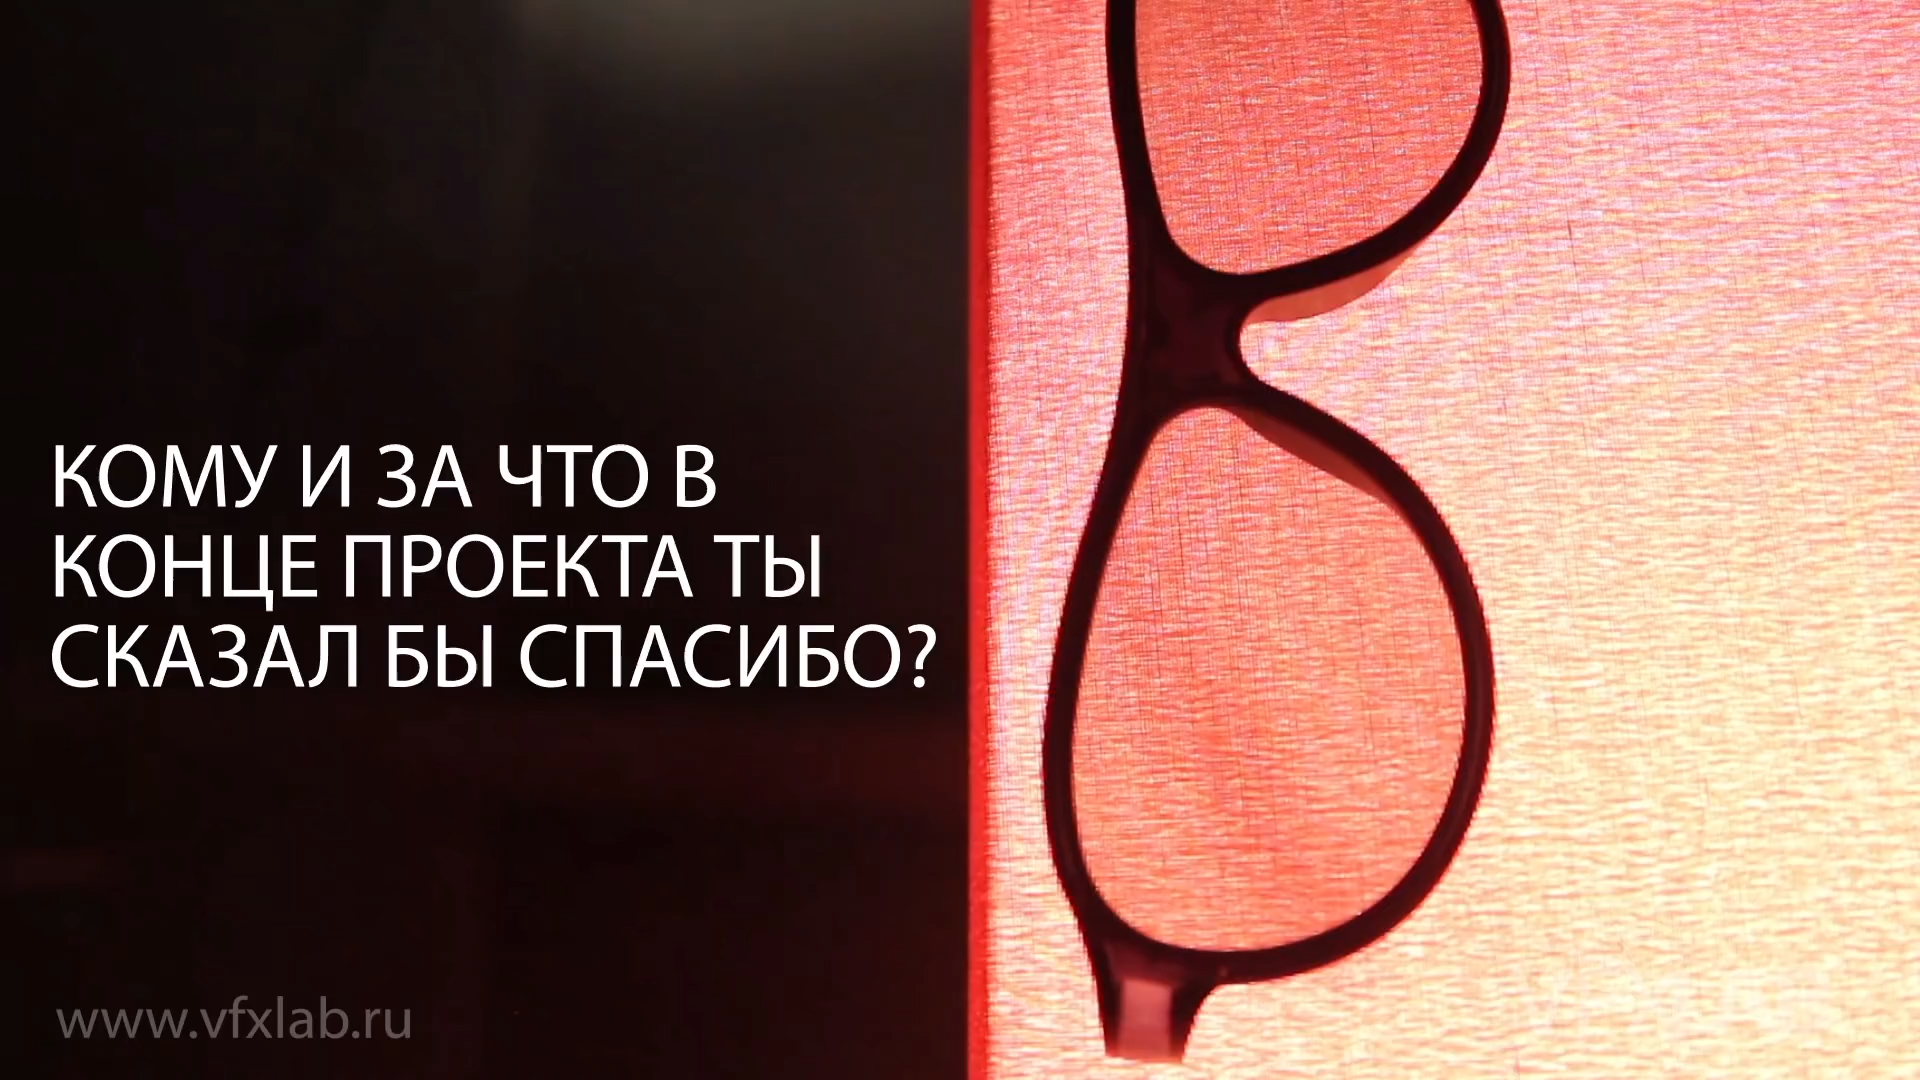 КОМУ И ЗА ЧТО В
КОНЦЕ ПРОЕКТА ТЫ
СКАЗАЛ БЫ СПАСИБО?
www.vfxlab.ru